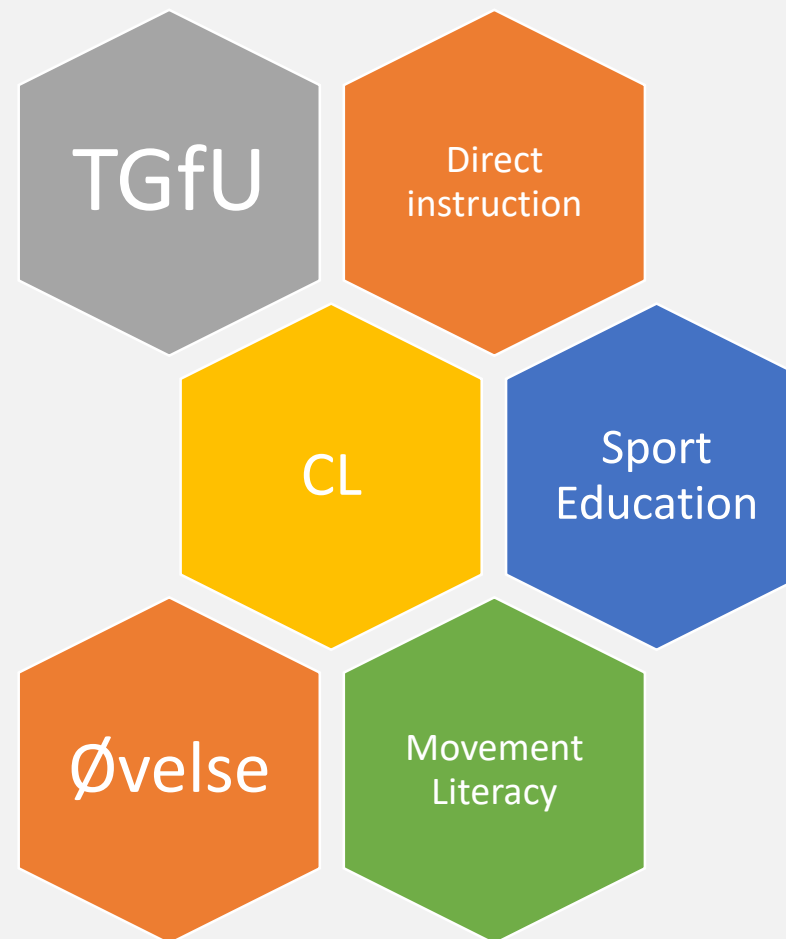 TGfU
Direct
instruction
CL
Sport
Education
Øvelse
Movement
Literacy